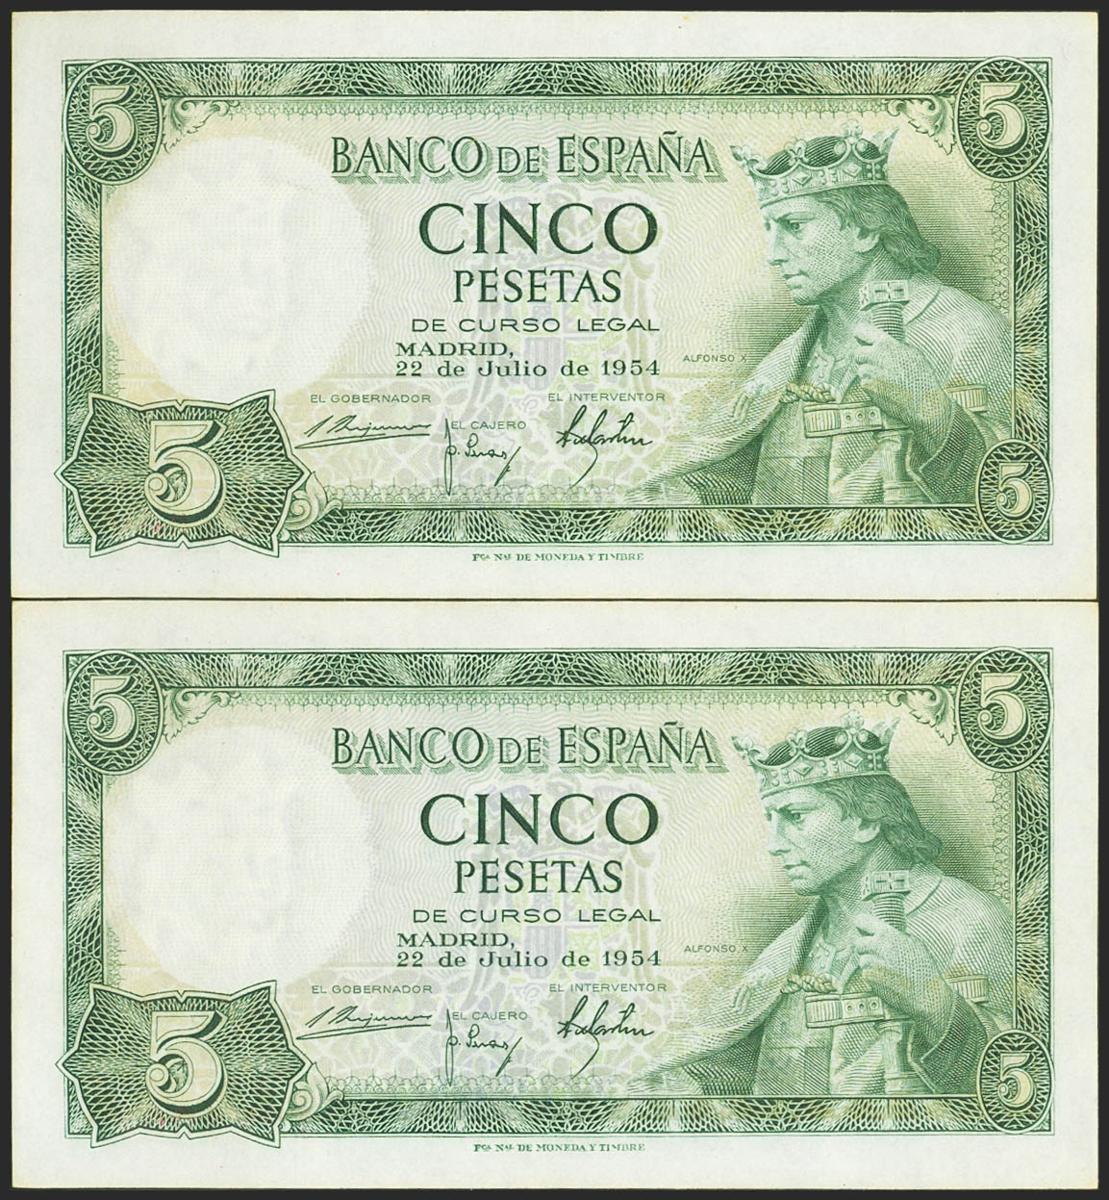 5 5
BANCO DE ESPAÑA
CINCO
PESETAS
DE CURSO LEGAL
MADRID,
22 de Julio de 1954
ALFONSO X
EL GOBERNADOR EL INTERVENTOR
EL CAJERO
5 5
Fca. Nal. DE MONEDA Y TIMBRE
5 5
BANCO DE ESPAÑA
CINCO
PESETAS
DE CURSO LEGAL
MADRID,
22 de Julio de 1954
ALFONSO X
EL GOBERNADOR EL INTERVENTOR
EL CAJERO
5 5
Fca. Nal. DE MONEDA Y TIMBRE